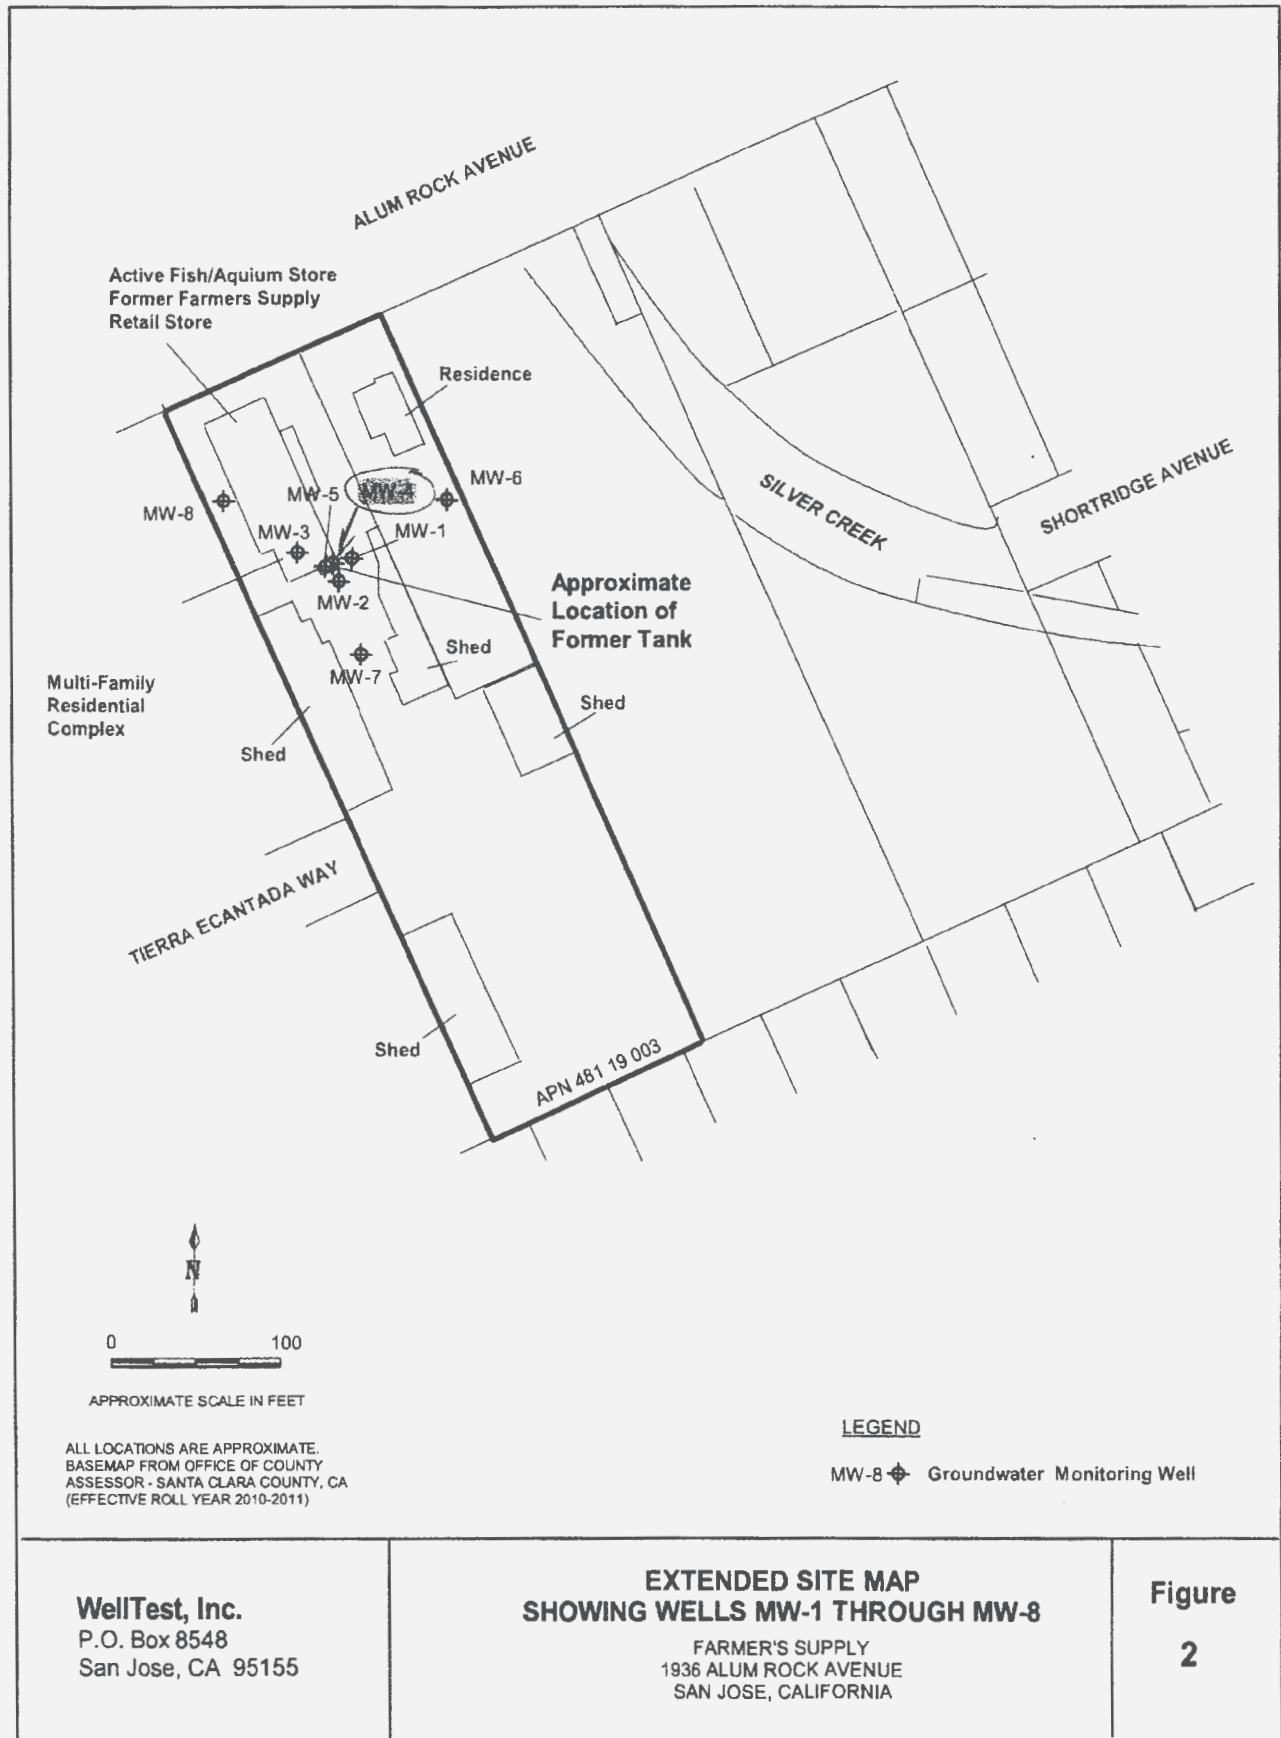 ALUM ROCK AVENUE
Active Fish/Aquium Store
Former Farmers Supply
Retail Store
Residence
MW-6
MW-5
MW-4
MW-8
MW-3
MW-1
SILVER CREEK
SHORTRIDGE AVENUE
MW-2
Approximate
Location of
Former Tank
Shed
MW-7
Multi-Family
Residential
Complex
Shed
Shed
TIERRA ECANTADA WAY
Shed
APN 481 19 003
N
0 100
APPROXIMATE SCALE IN FEET
ALL LOCATIONS ARE APPROXIMATE.
BASEMAP FROM OFFICE OF COUNTY
ASSESSOR - SANTA CLARA COUNTY, CA
(EFFECTIVE ROLL YEAR 2010-2011)
LEGEND
MW-8 Groundwater Monitoring Well
WellTest, Inc.
P.O. Box 8548
San Jose, CA 95155
EXTENDED SITE MAP
SHOWING WELLS MW-1 THROUGH MW-8
FARMER'S SUPPLY
1936 ALUM ROCK AVENUE
SAN JOSE, CALIFORNIA
Figure
2